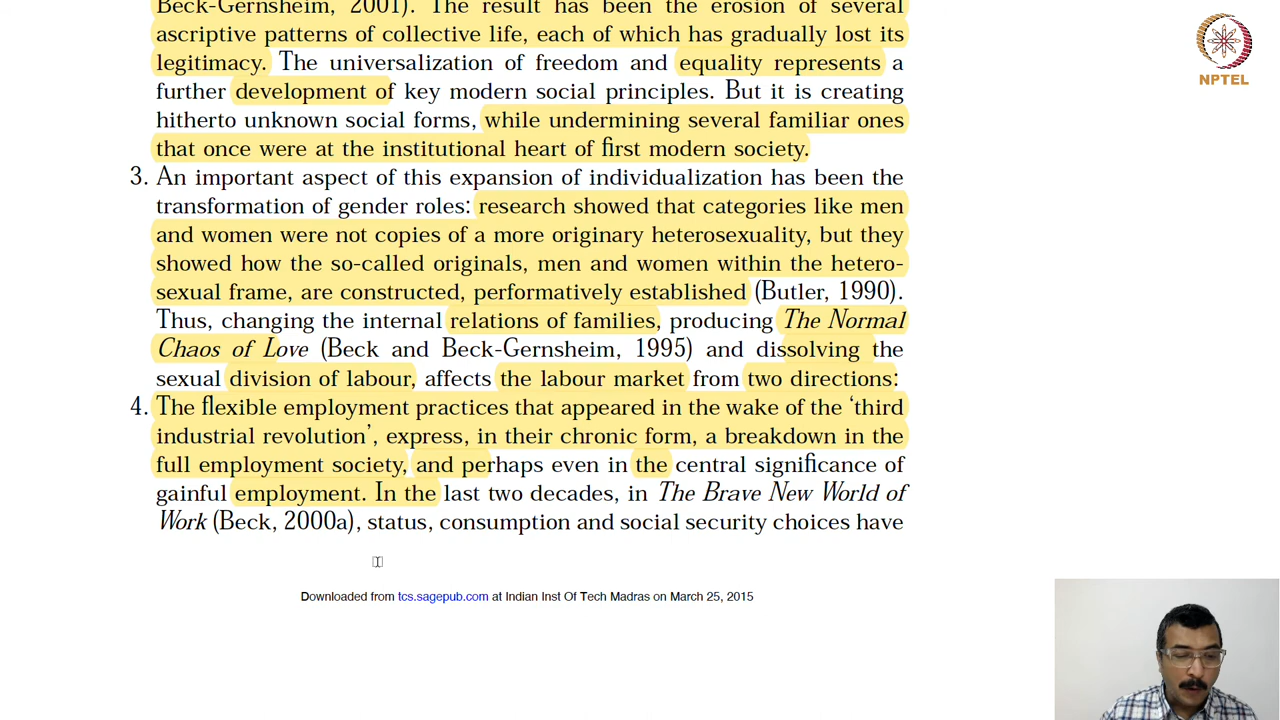 Beck-Gernsheim, 2001). The result has been the erosion of several
ascriptive patterns of collective life, each of which has gradually lost its
legitimacy. The universalization of freedom and equality represents a
further development of key modern social principles. But it is creating
hitherto unknown social forms, while undermining several familiar ones
that once were at the institutional heart of first modern society.
3. An important aspect of this expansion of individualization has been the
transformation of gender roles: research showed that categories like men
and women were not copies of a more originary heterosexuality, but they
showed how the so-called originals, men and women within the hetero-
sexual frame, are constructed, performatively established (Butler, 1990).
Thus, changing the internal relations of families, producing The Normal
Chaos of Love (Beck and Beck-Gernsheim, 1995) and dissolving the
sexual division of labour, affects the labour market from two directions:
4. The flexible employment practices that appeared in the wake of the ‘third
industrial revolution’, express, in their chronic form, a breakdown in the
full employment society, and perhaps even in the central significance of
gainful employment. In the last two decades, in The Brave New World of
Work (Beck, 2000a), status, consumption and social security choices have
Downloaded from tcs.sagepub.com at Indian Inst Of Tech Madras on March 25, 2015
NPTEL